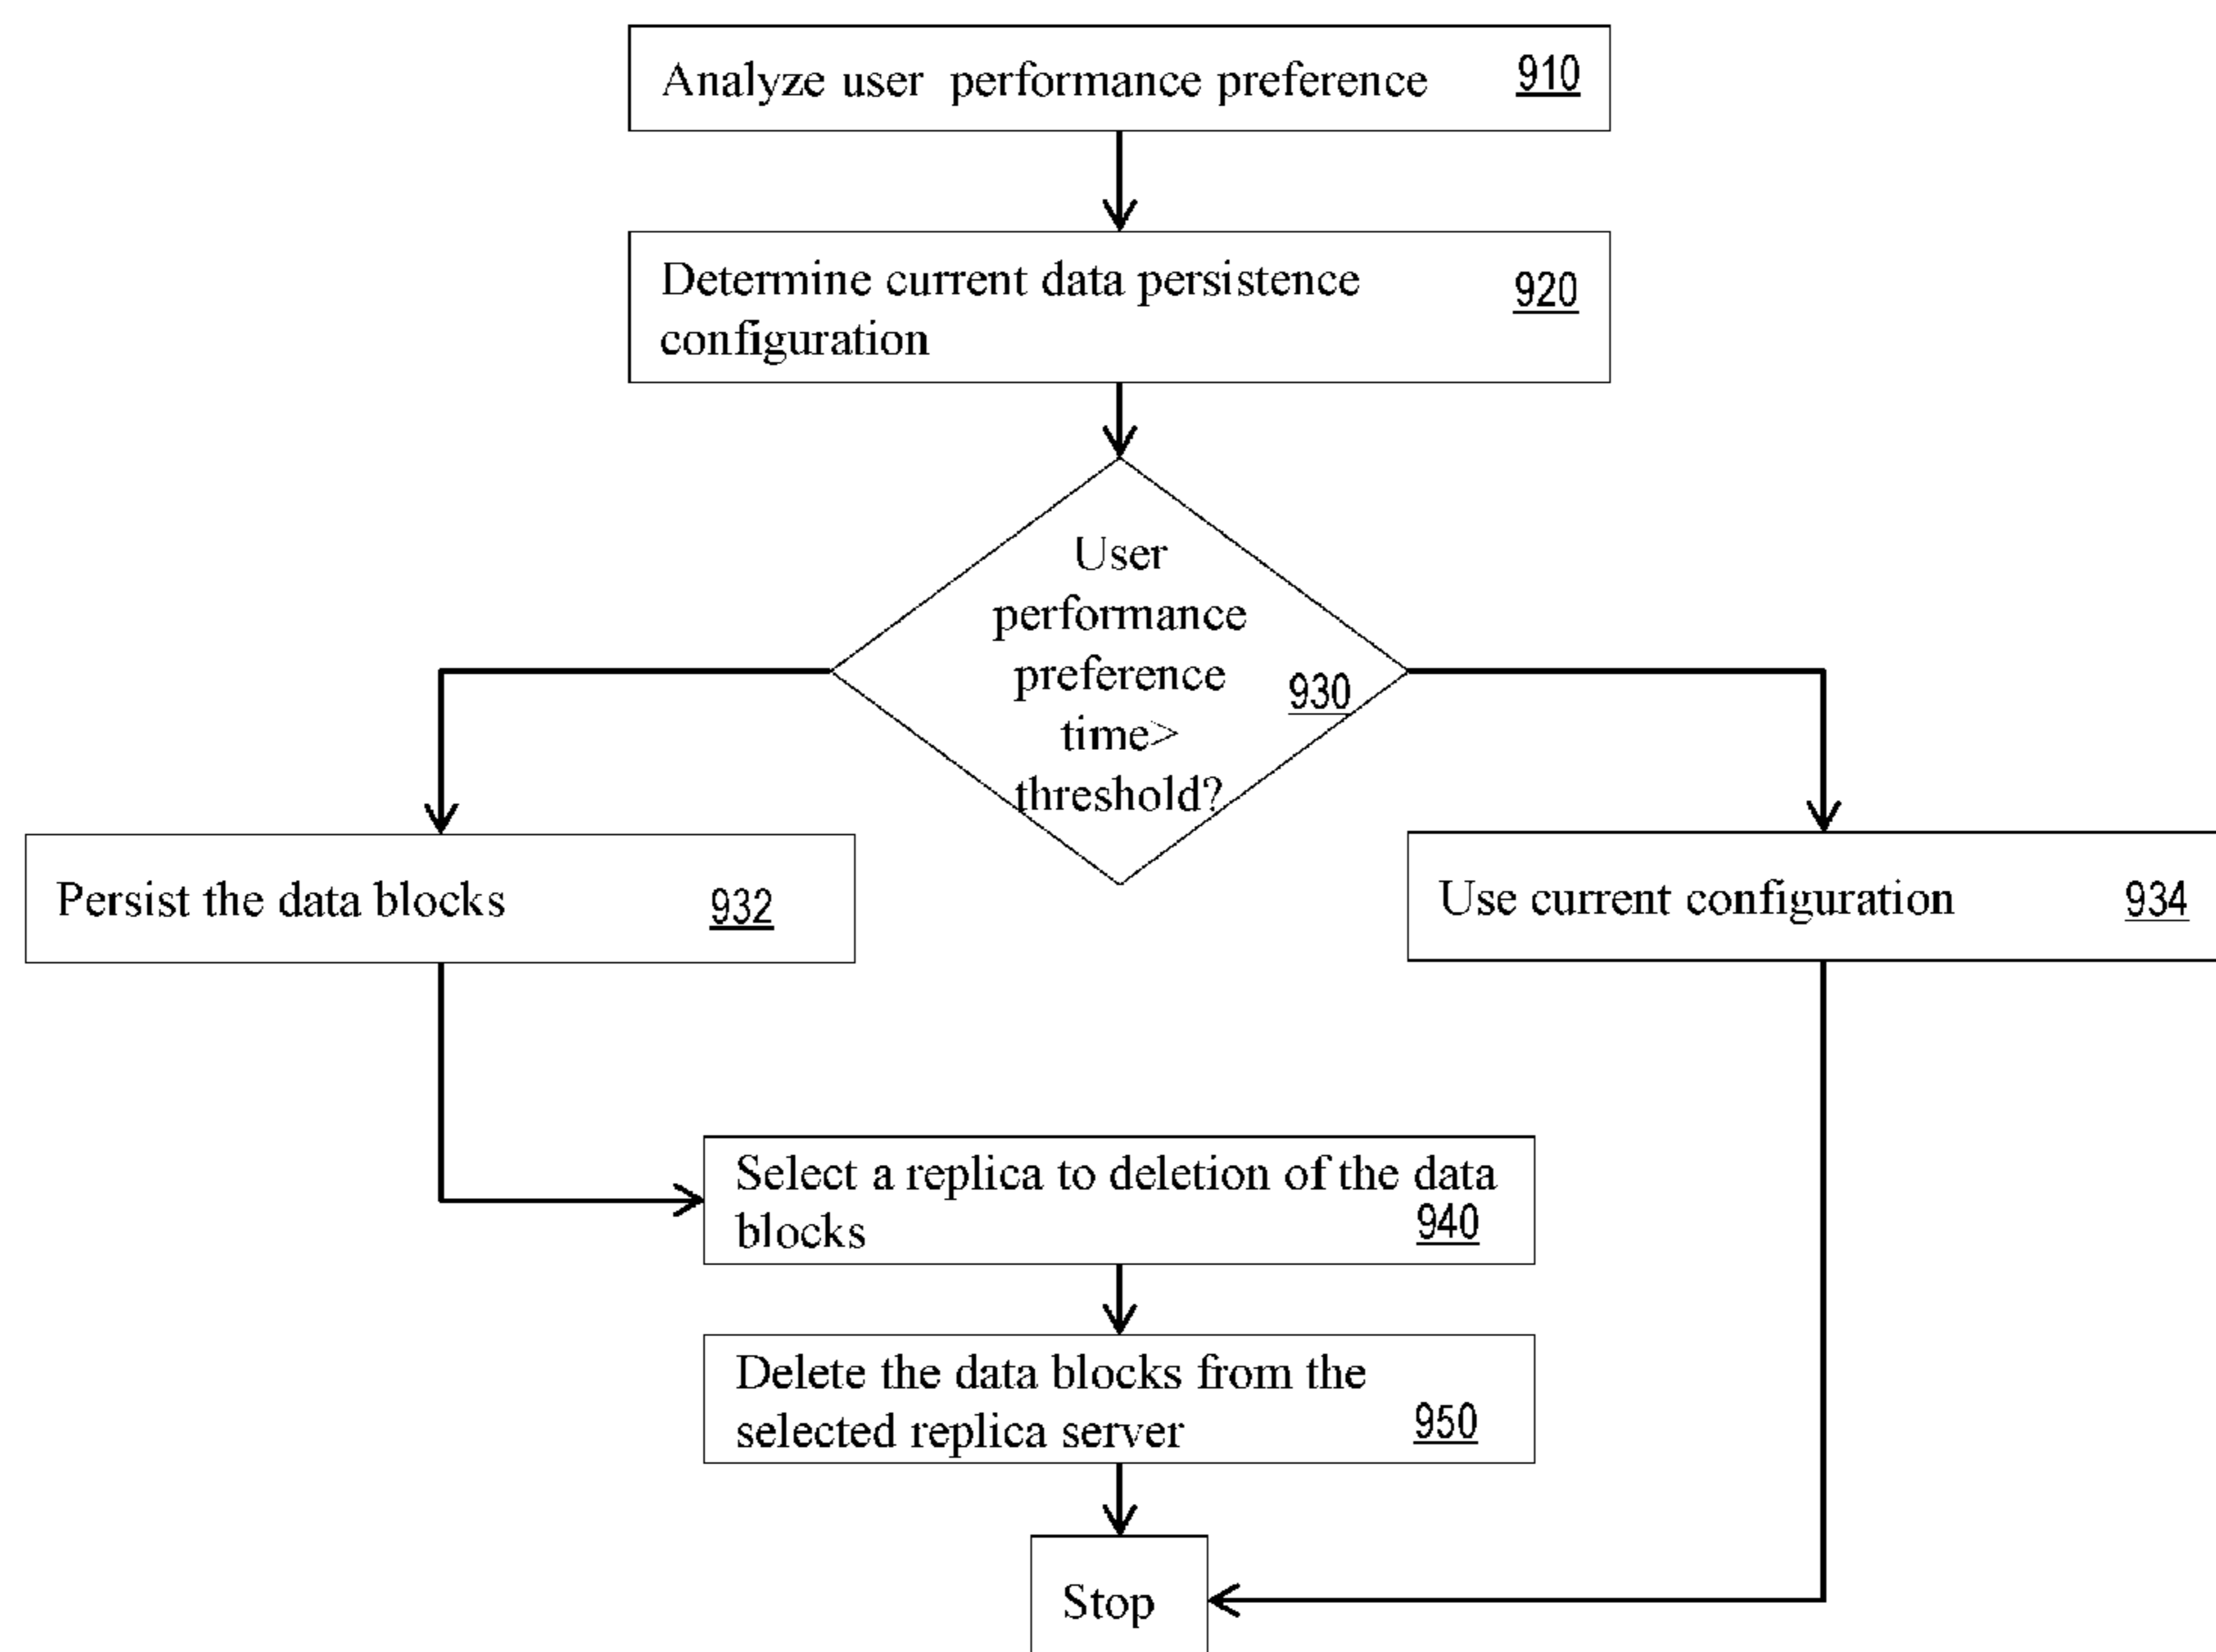 Analyze user performance preference 910
Determine current data persistence
configuration
920
User
performance
preference
time>
threshold?
930
Persist the data blocks 932
Use current configuration 934
Select a replica to deletion of the data
blocks
940
Delete the data blocks from the
selected replica server
950
Stop